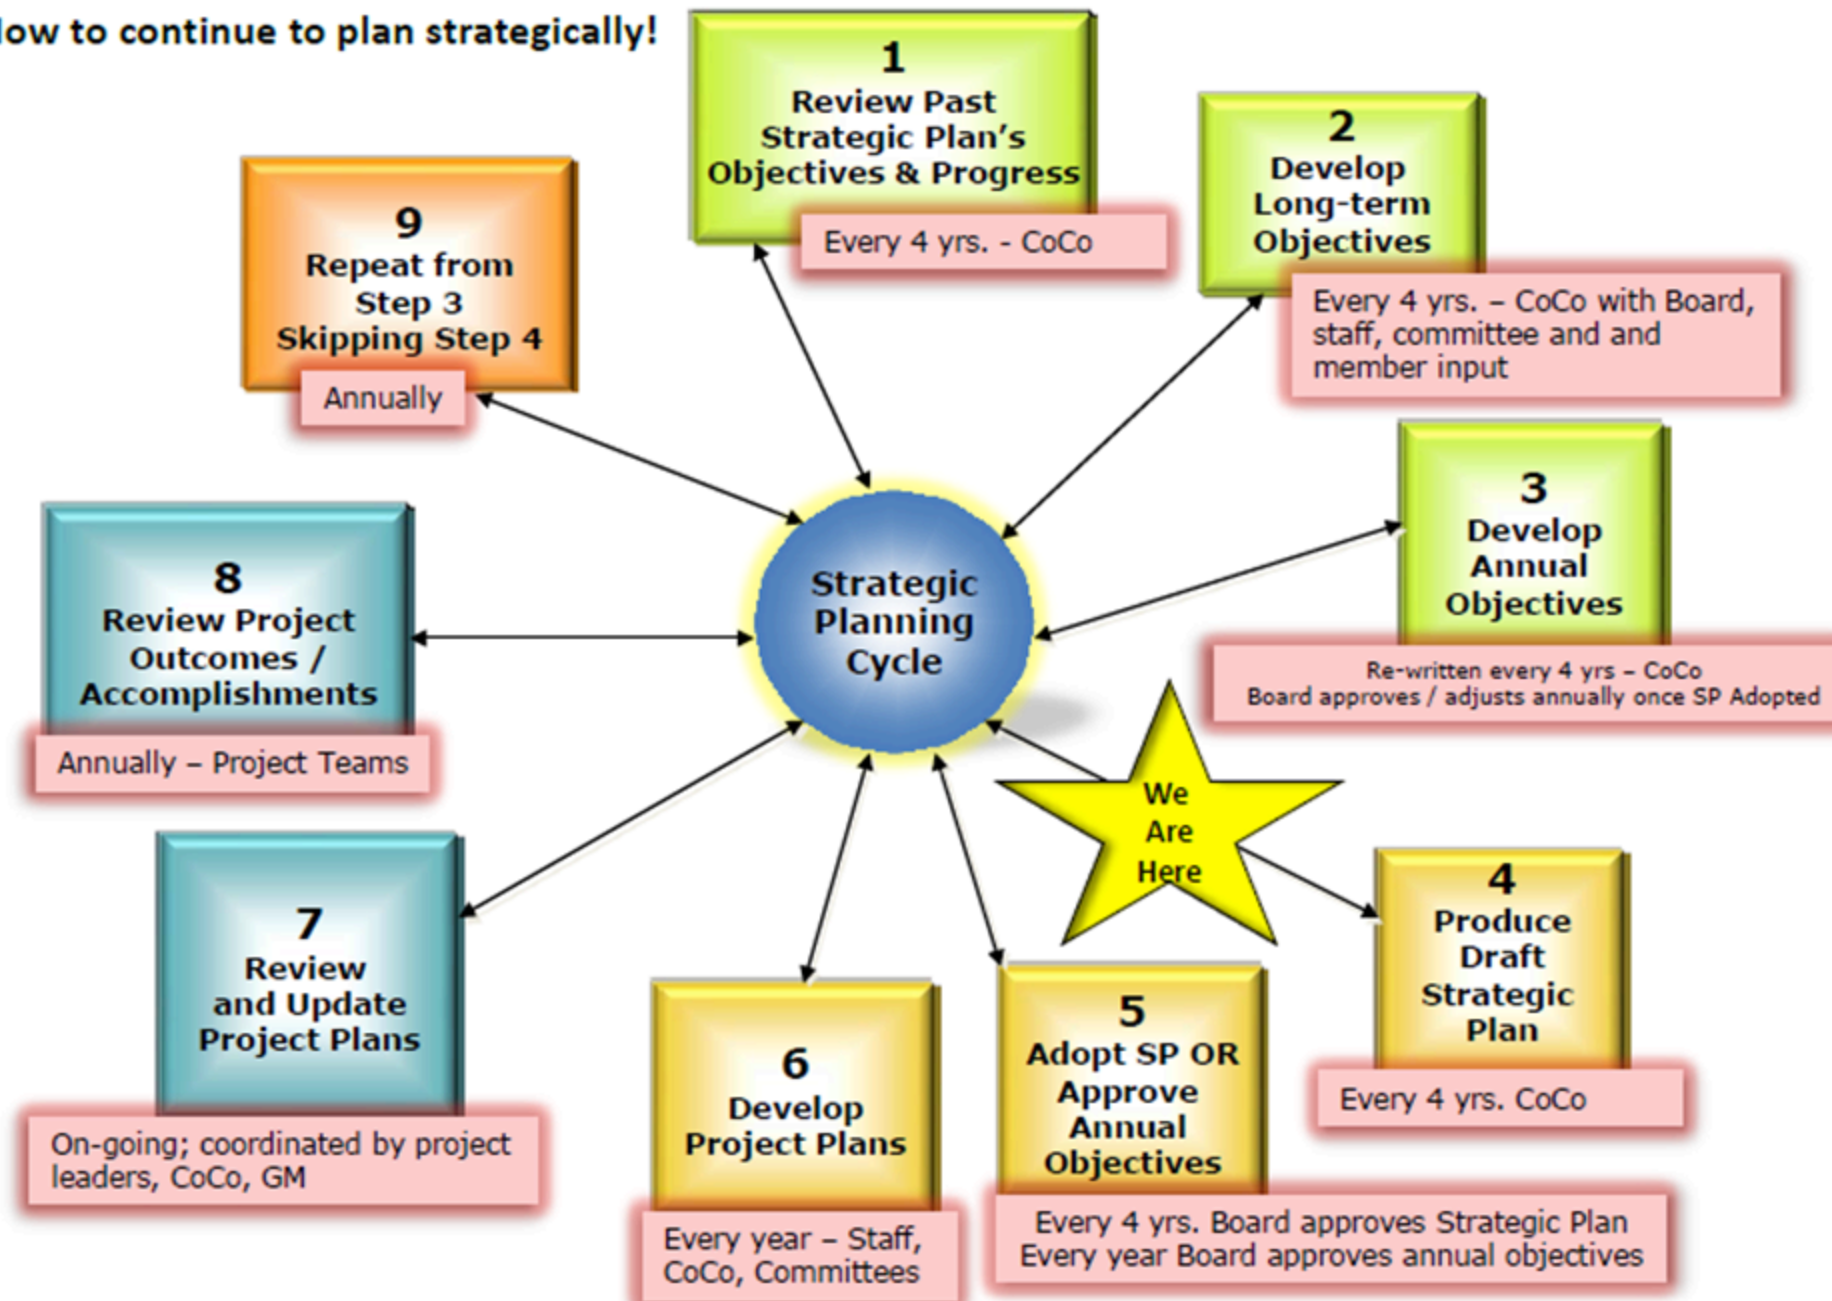 ow to continue to plan strategically!
1
Review Past
Strategic Plan’s
Objectives & Progress
Every 4 yrs. - CoCo
2
Develop
Long-term
Objectives
Every 4 yrs. – CoCo with Board,
staff, committee and and
member input
3
Develop
Annual
Objectives
Re-written every 4 yrs – CoCo
Board approves / adjusts annually once SP Adopted
We
Are
Here
4
Produce
Draft
Strategic
Plan
Every 4 yrs. CoCo
5
Adopt SP OR
Approve
Annual
Objectives
Every 4 yrs. Board approves Strategic Plan
Every year Board approves annual objectives
6
Develop
Project Plans
Every year – Staff,
CoCo, Committees
7
Review
and Update
Project Plans
On-going; coordinated by project
leaders, CoCo, GM
8
Review Project
Outcomes /
Accomplishments
Annually – Project Teams
9
Repeat from
Step 3
Skipping Step 4
Annually
Strategic
Planning
Cycle